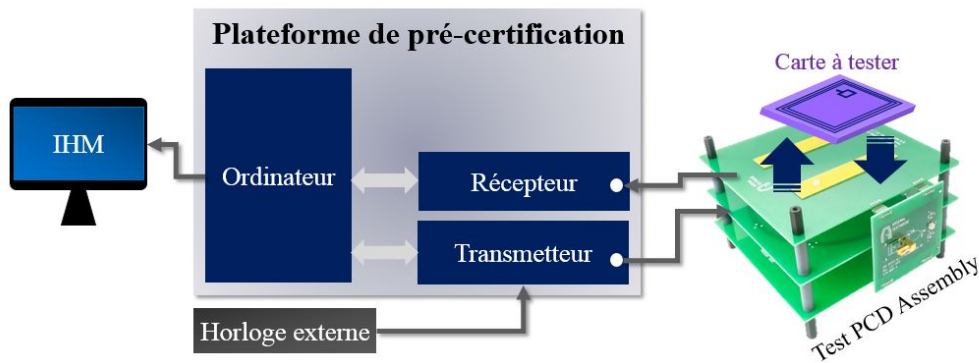 Plateforme de pré-certification
Carte à tester
IHM
Ordinateur
Récepteur
Transmetteur
Horloge externe
Test PCD Assembly